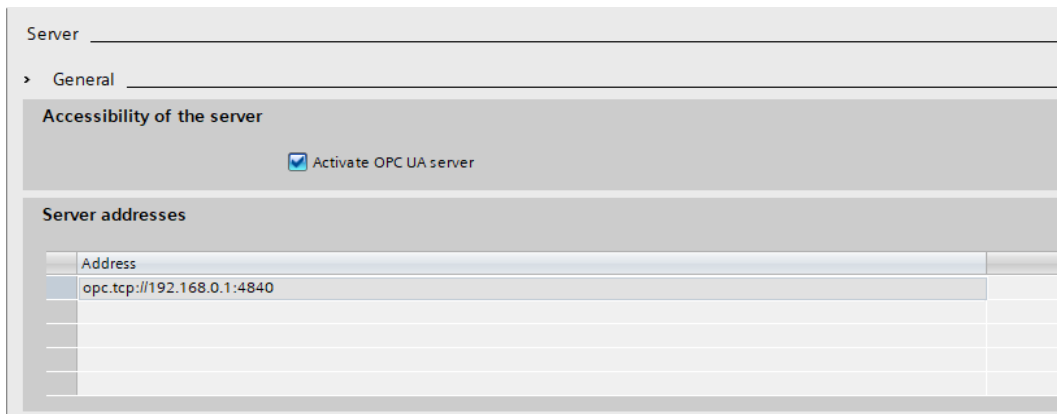 Server
General
Accessibility of the server
Activate OPC UA server
Server addresses
Address
opc.tcp://192.168.0.1:4840